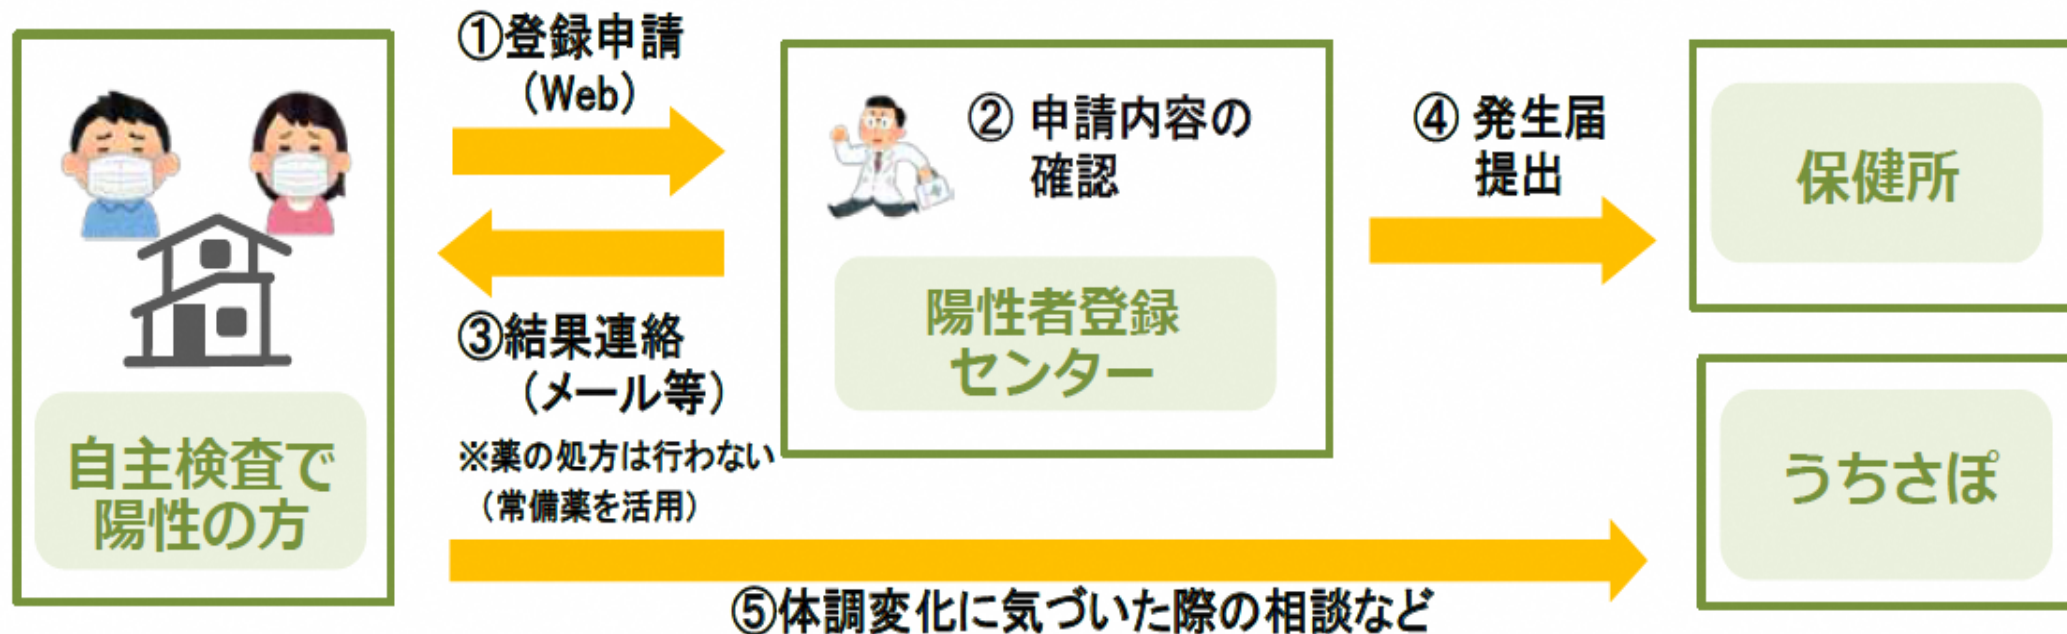 ①登録申請
（Web）
② 申請内容の
確認
④ 発生届
提出
保健所
陽性者登録
センター
③結果連絡
（メール等）
※薬の処方は行わない
（常備薬を活用）
自主検査で
陽性の方
うちさぽ
⑤体調変化に気づいた際の相談など